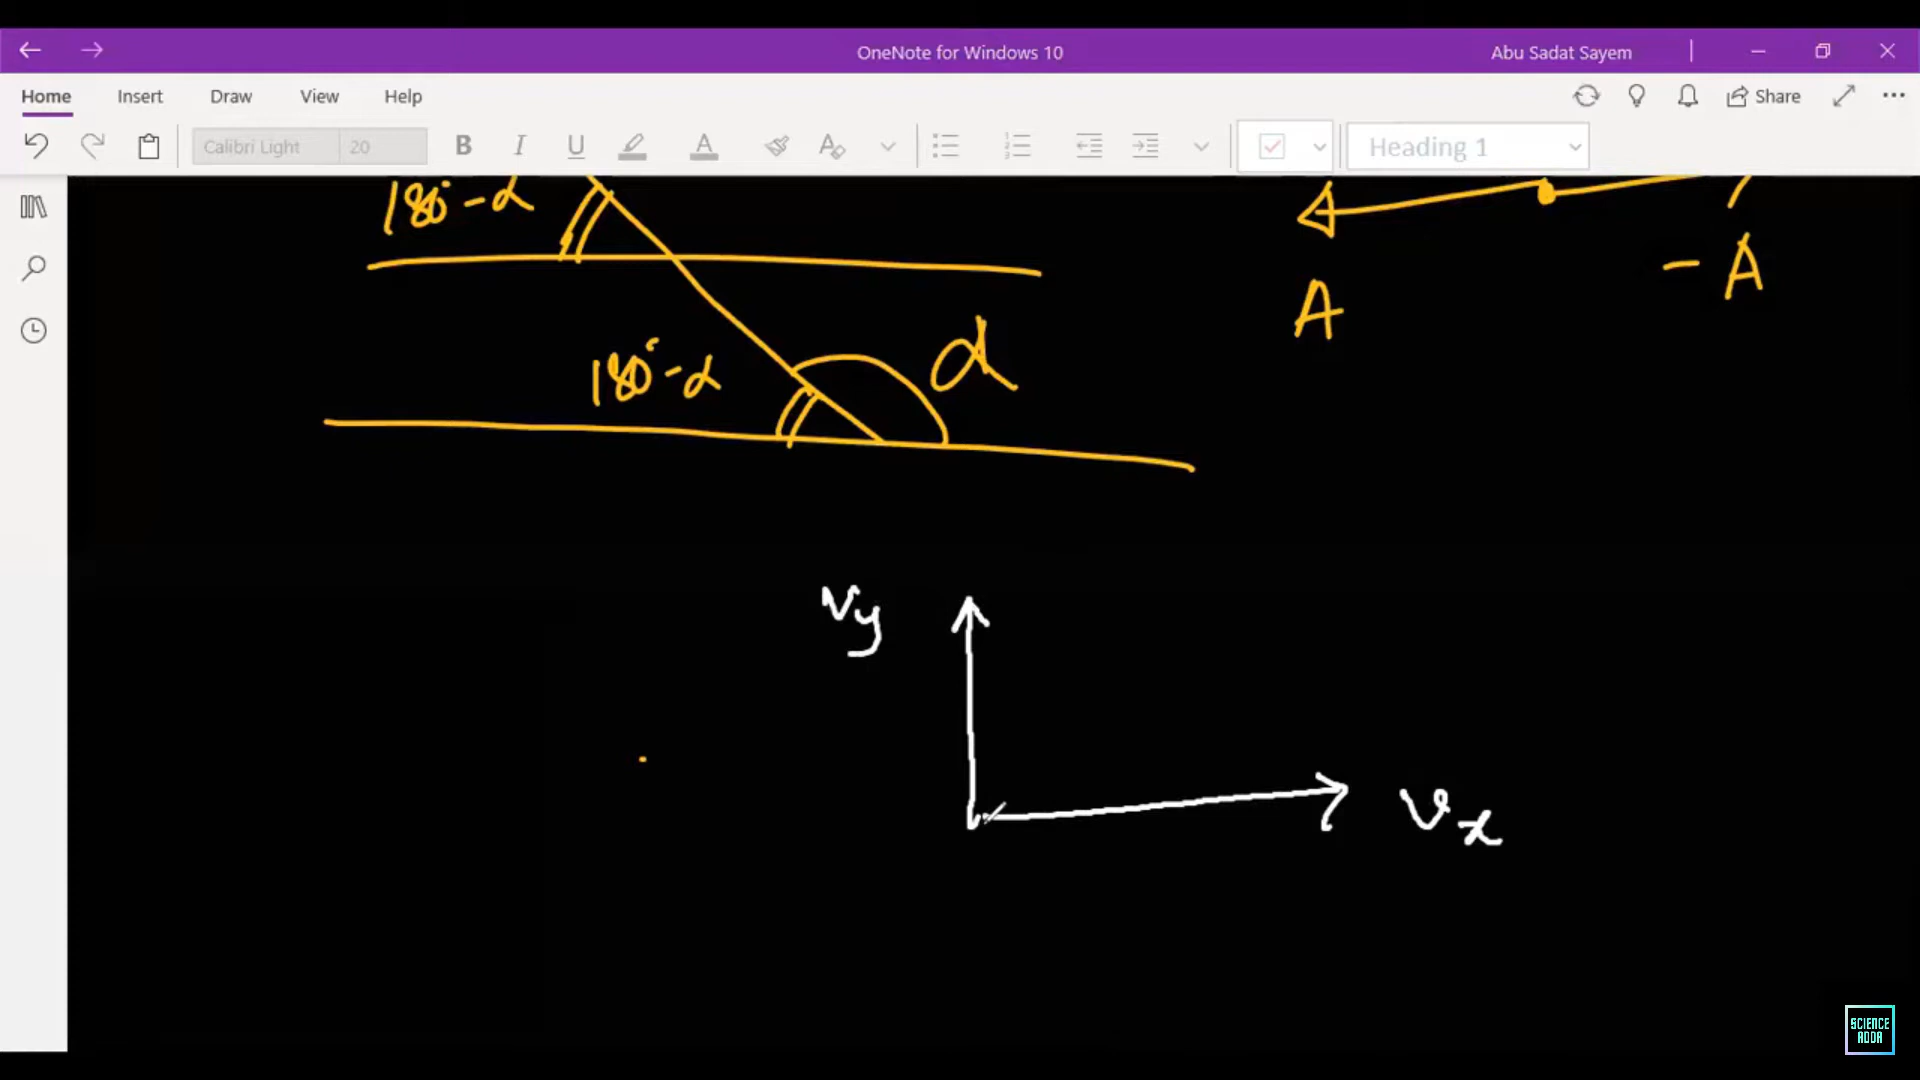 OneNote for Windows 10
Abu Sadat Sayem
Home Insert Draw View Help
Share
Calibri Light 20 B I U A A
Heading 1
180°-α
A
- A
180°-α
α
vy
vx
SCIENCE
ADDA